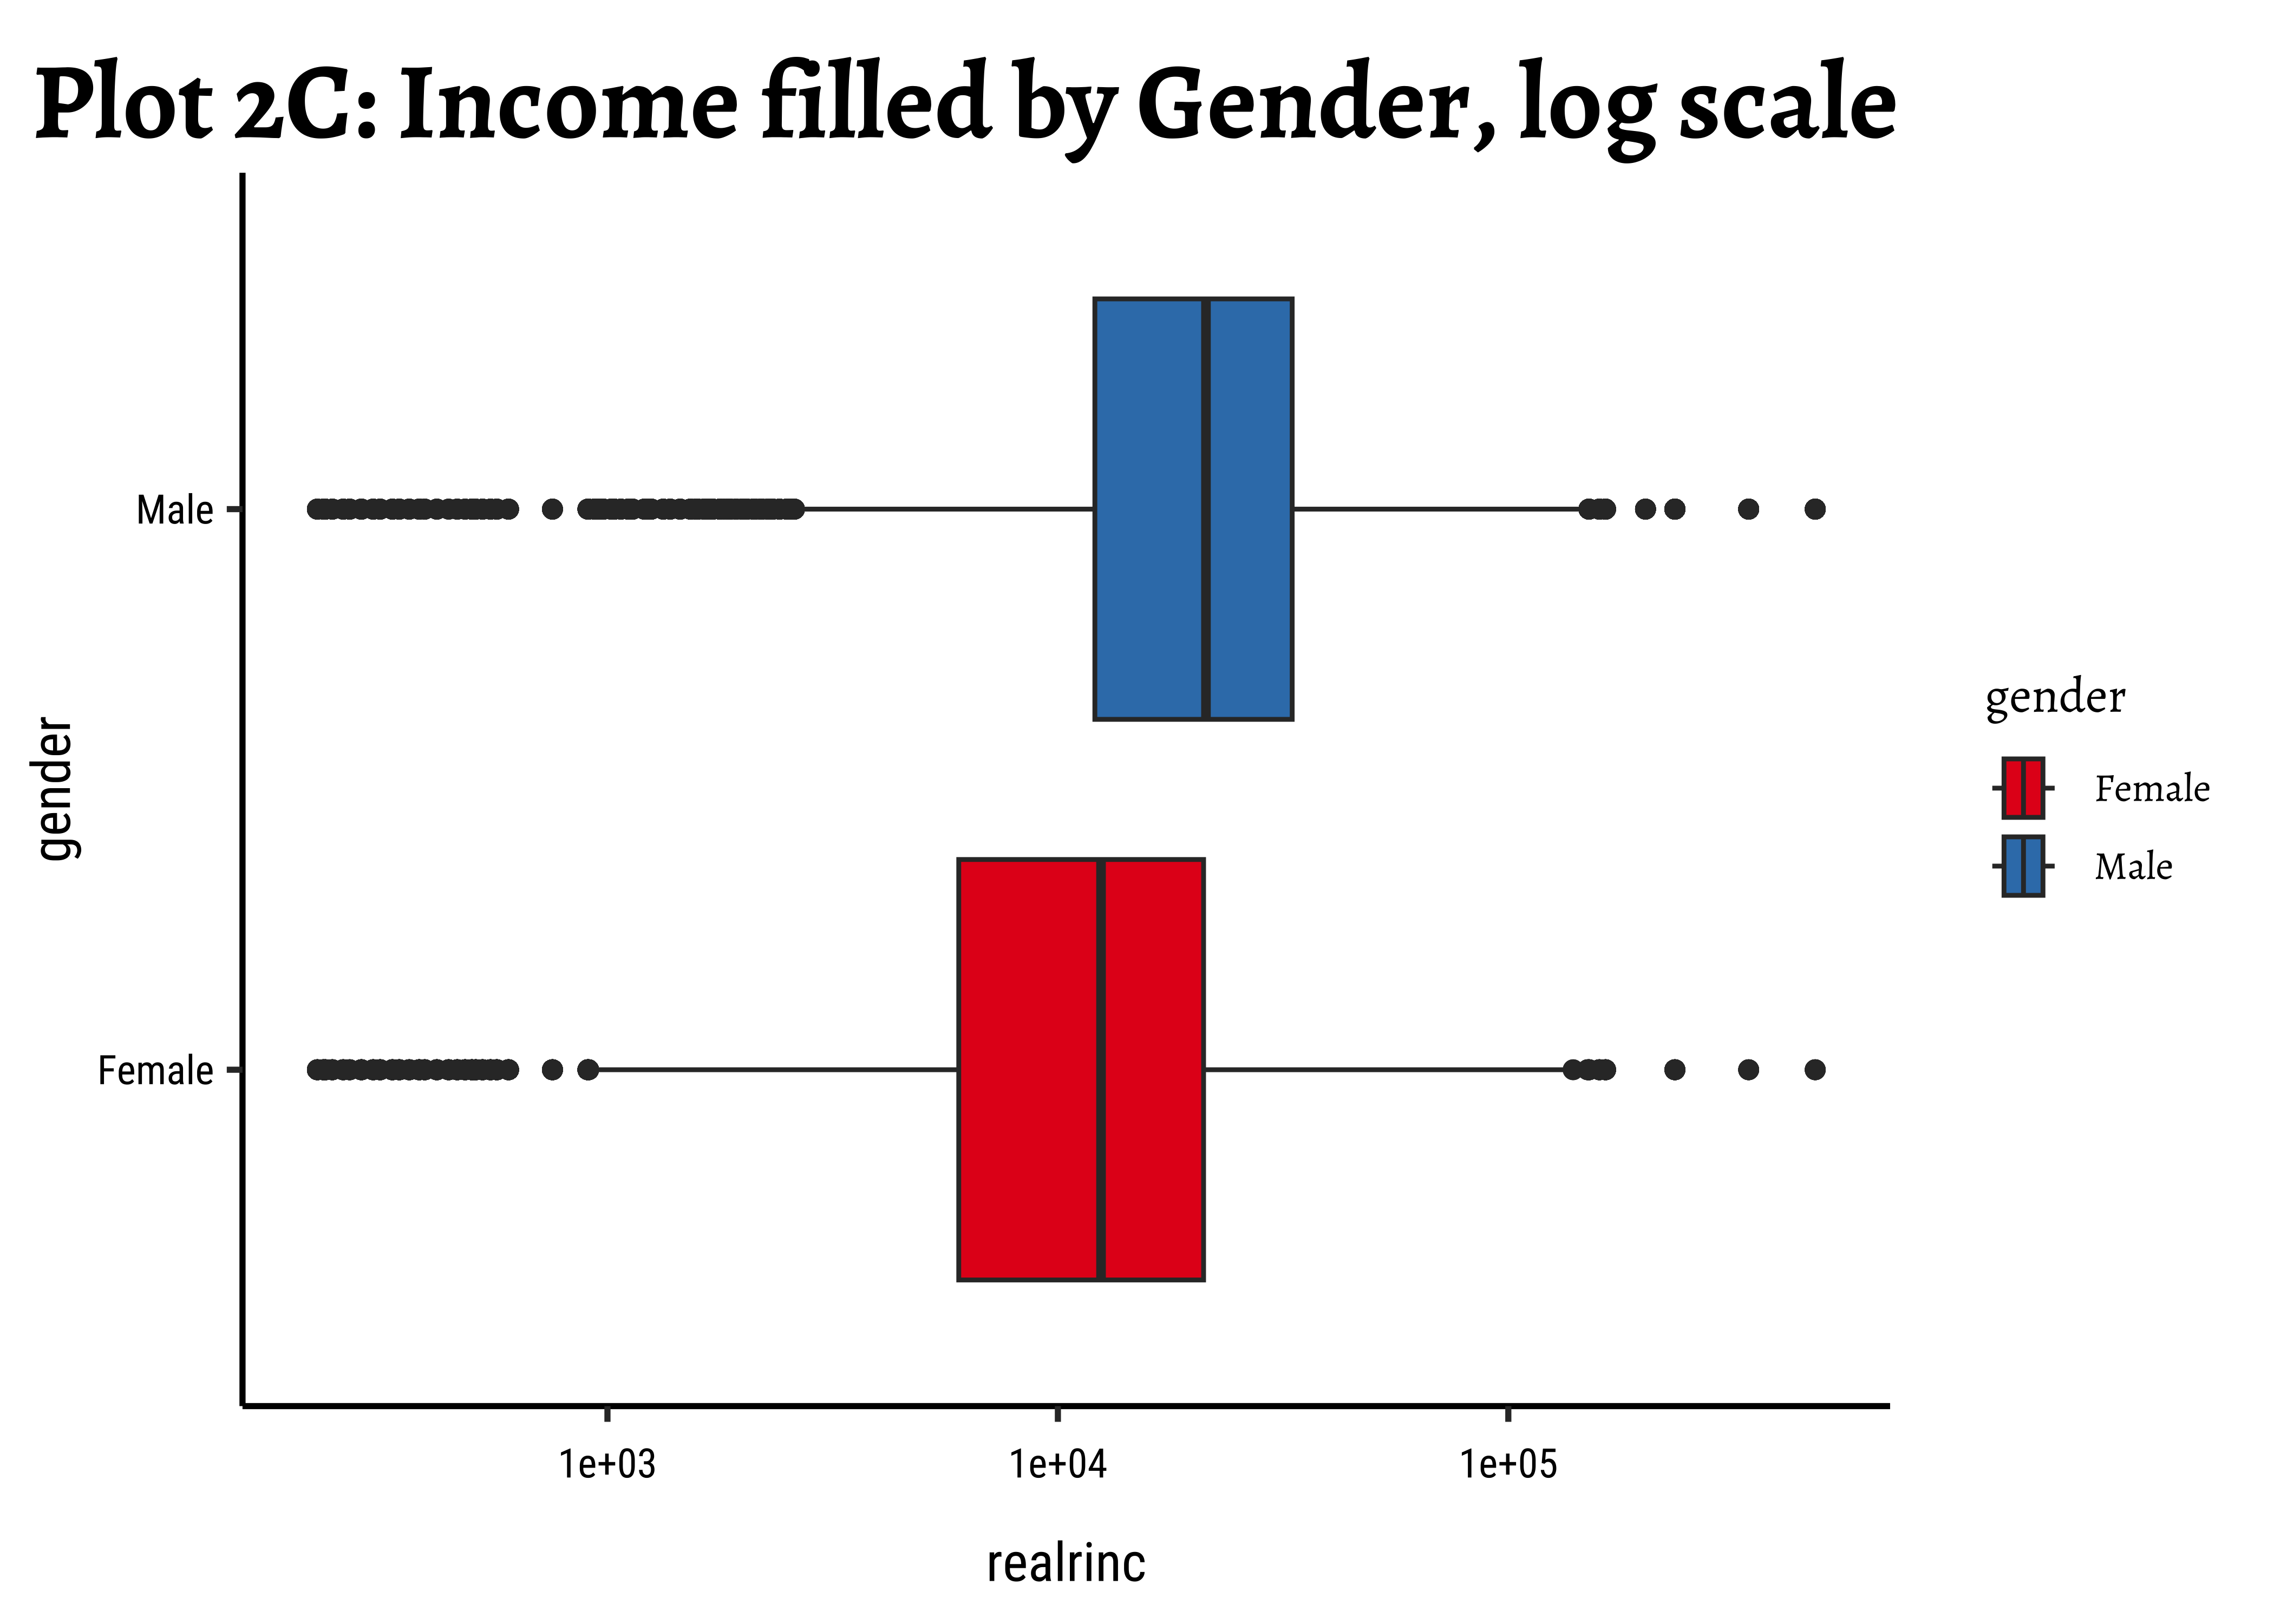 Plot 2C: Income filled by Gender, log scale
gender
Male
Female
1e+03
1e+04
1e+05
realrinc
gender
Female
Male